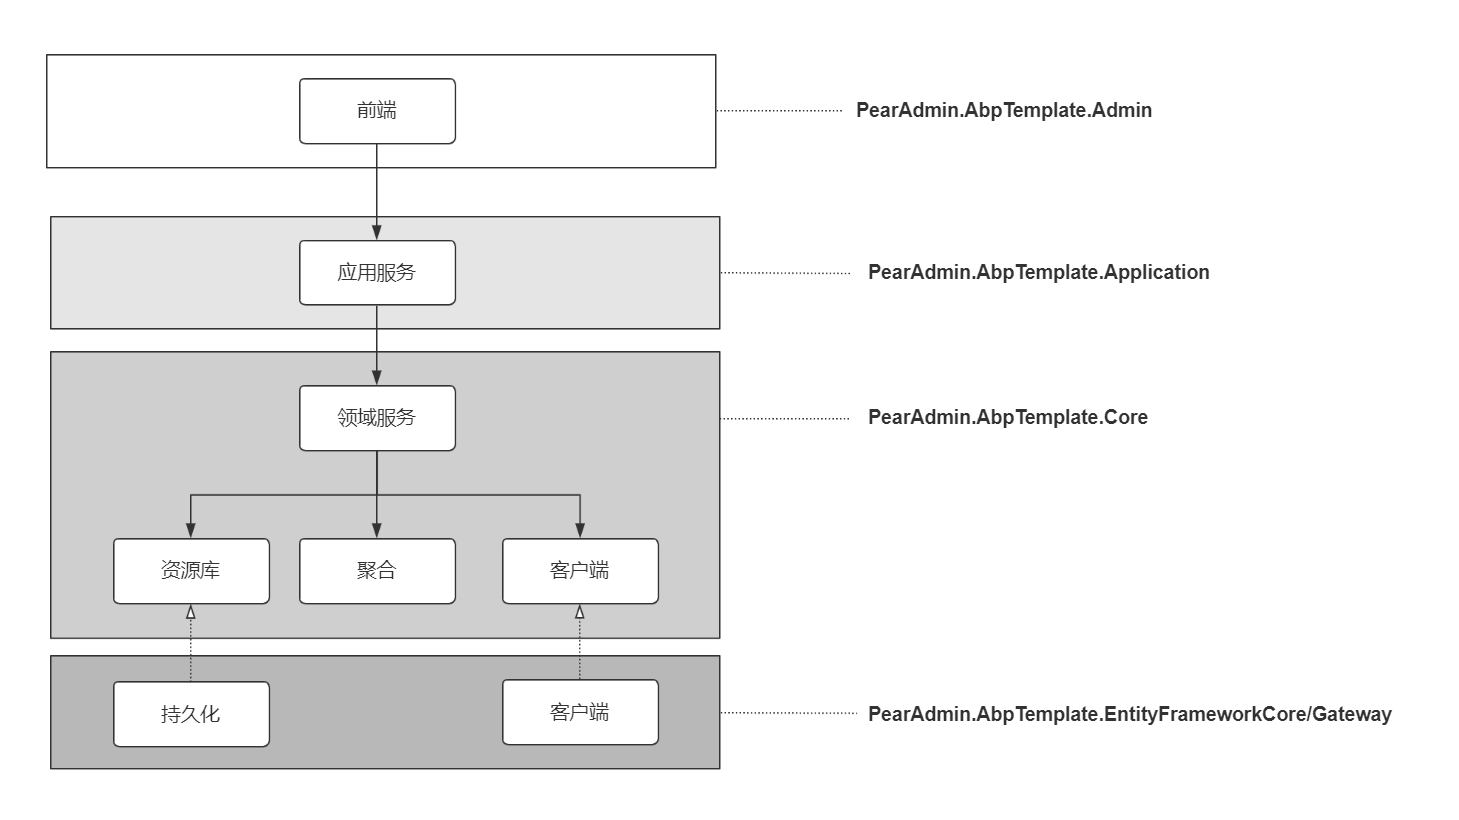 前端
PearAdmin.AbpTemplate.Admin
应用服务
PearAdmin.AbpTemplate.Application
领域服务
PearAdmin.AbpTemplate.Core
资源库
聚合
客户端
持久化
客户端
PearAdmin.AbpTemplate.EntityFrameworkCore/Gateway